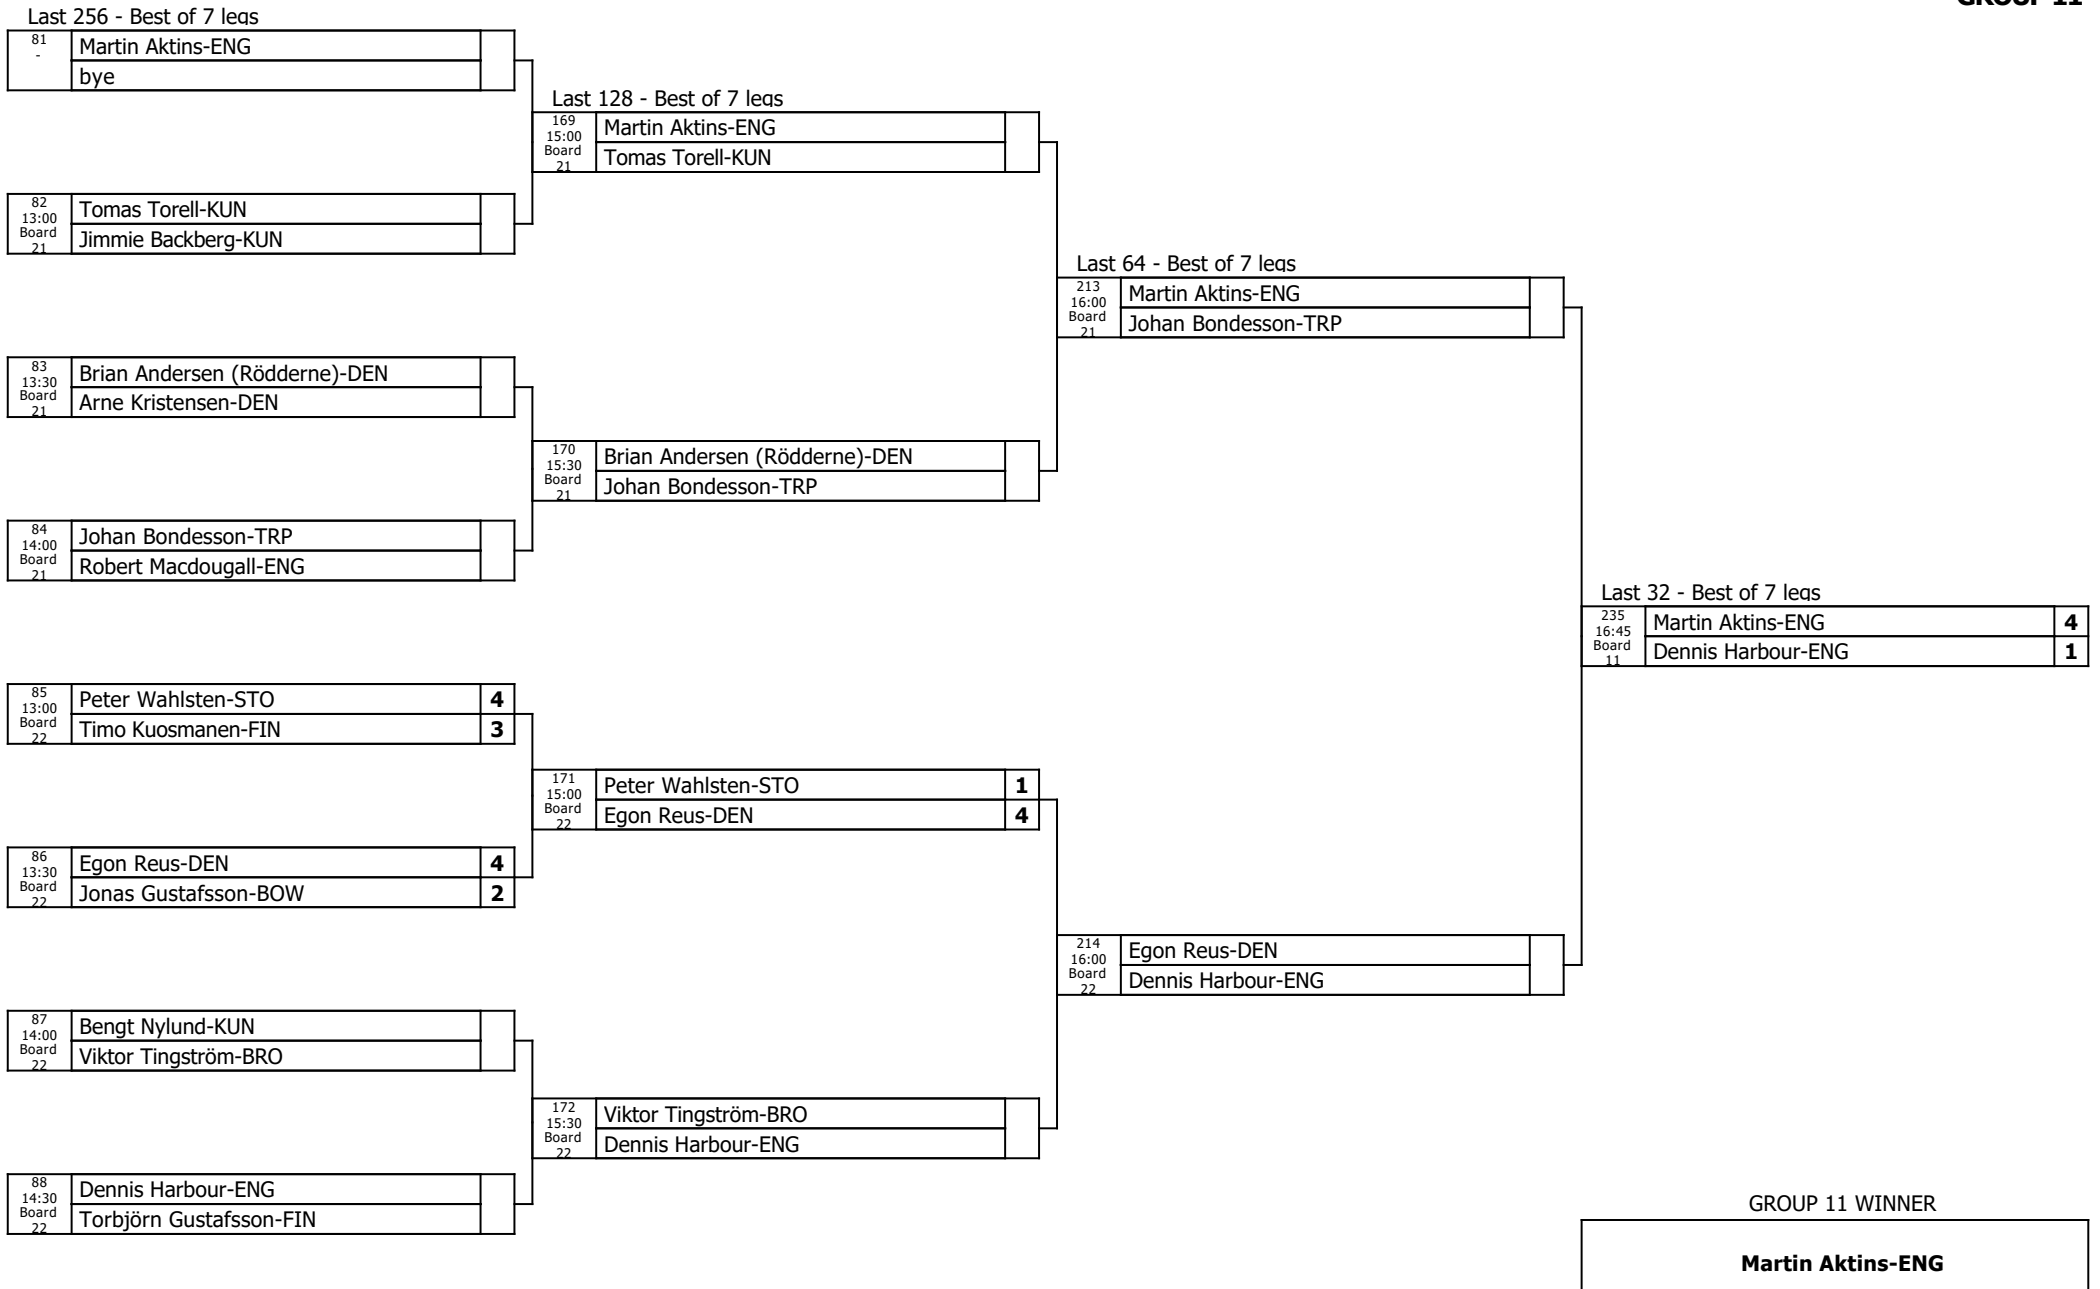 GROUP 11
Last 256 - Best of 7 legs
81
-
Martin Aktins-ENG
bye
82
13:00
Board
21
Tomas Torell-KUN
Jimmie Backberg-KUN
83
13:30
Board
21
Brian Andersen (Rödderne)-DEN
Arne Kristensen-DEN
84
14:00
Board
21
Johan Bondesson-TRP
Robert Macdougall-ENG
85
13:00
Board
22
Peter Wahlsten-STO 4
Timo Kuosmanen-FIN 3
86
13:30
Board
22
Egon Reus-DEN 4
Jonas Gustafsson-BOW 2
87
14:00
Board
22
Bengt Nylund-KUN
Viktor Tingström-BRO
88
14:30
Board
22
Dennis Harbour-ENG
Torbjörn Gustafsson-FIN
Last 128 - Best of 7 legs
169
15:00
Board
21
Martin Aktins-ENG
Tomas Torell-KUN
170
15:30
Board
21
Brian Andersen (Rödderne)-DEN
Johan Bondesson-TRP
171
15:00
Board
22
Peter Wahlsten-STO 1
Egon Reus-DEN 4
172
15:30
Board
22
Viktor Tingström-BRO
Dennis Harbour-ENG
Last 64 - Best of 7 legs
213
16:00
Board
21
Martin Aktins-ENG
Johan Bondesson-TRP
214
16:00
Board
22
Egon Reus-DEN
Dennis Harbour-ENG
Last 32 - Best of 7 legs
235
16:45
Board
11
Martin Aktins-ENG 4
Dennis Harbour-ENG 1
GROUP 11 WINNER
Martin Aktins-ENG